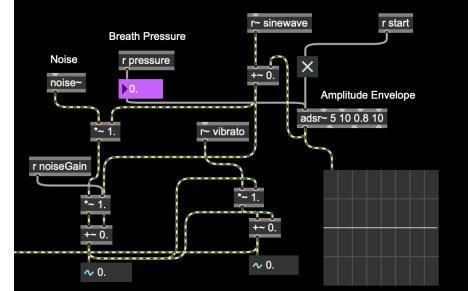 r~ sinewave
r start
Breath Pressure
r pressure
Noise
noise~
0.
+~ 0.
Amplitude Envelope
adsr~ 5 10 0.8 10
*~ 1.
r~ vibrato
r noiseGain
*~ 1.
*~ 1.
+~ 0.
+~ 0.
~ 0.
~ 0.